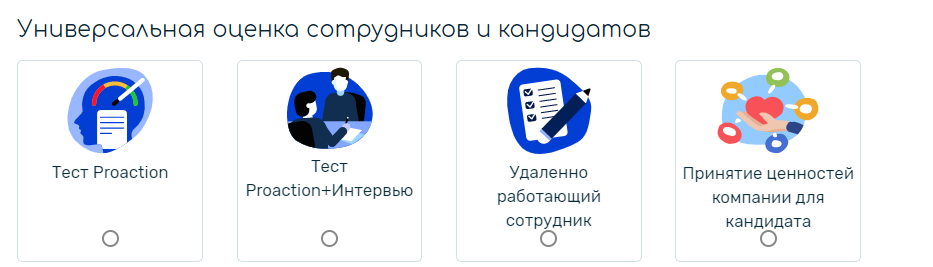 Универсальная оценка сотрудников и кандидатов
Тест Proaction
Тест
Proaction+Интервью
Удаленно
работающий
сотрудник
Принятие ценностей
компании для
кандидата